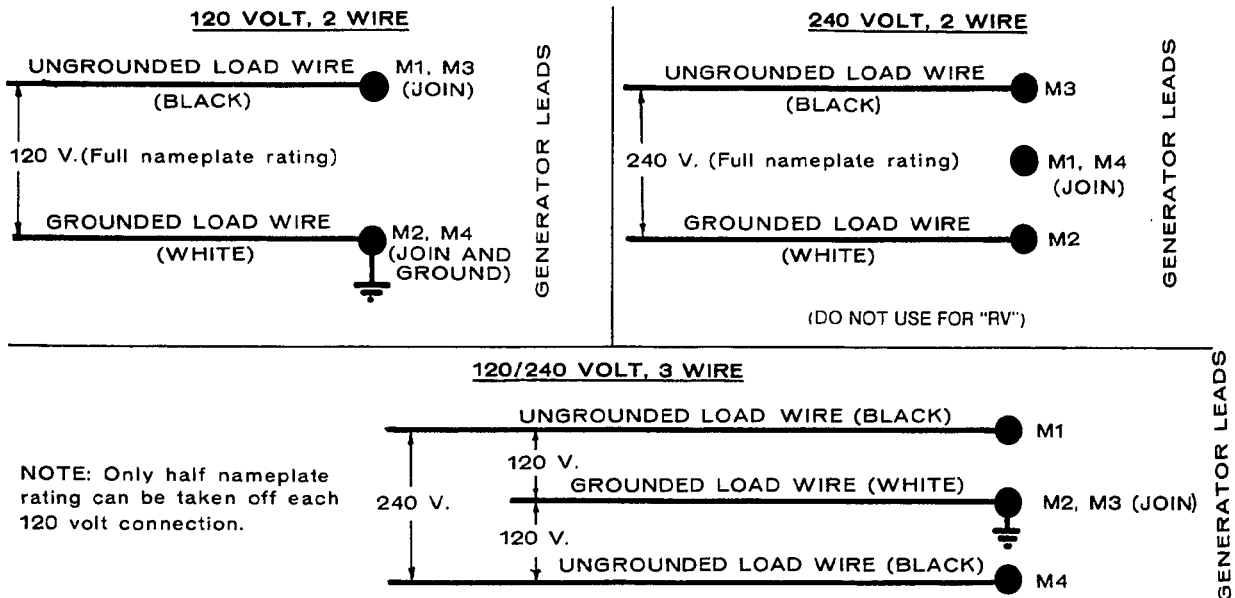 120 VOLT, 2 WIRE
UNGROUNDED LOAD WIRE
(BLACK)
M1, M3
(JOIN)
120 V.(Full nameplate rating)
GROUNDED LOAD WIRE
(WHITE)
M2, M4
(JOIN AND
GROUND)
GENERATOR LEADS
240 VOLT, 2 WIRE
UNGROUNDED LOAD WIRE
(BLACK)
M3
240 V. (Full nameplate rating)
M1, M4
(JOIN)
GROUNDED LOAD WIRE
(WHITE)
M2
(DO NOT USE FOR "RV")
GENERATOR LEADS
120/240 VOLT, 3 WIRE
UNGROUNDED LOAD WIRE (BLACK)
M1
NOTE: Only half nameplate
rating can be taken off each
120 volt connection.
240 V.
120 V.
GROUNDED LOAD WIRE (WHITE)
M2, M3 (JOIN)
120 V.
UNGROUNDED LOAD WIRE (BLACK)
M4
GENERATOR LEADS